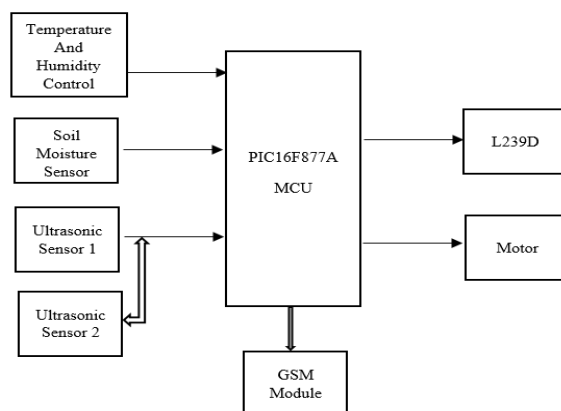 Temperature
And
Humidity
Control
Soil
Moisture
Sensor
Ultrasonic
Sensor 1
Ultrasonic
Sensor 2
PIC16F877A
MCU
L239D
Motor
GSM
Module